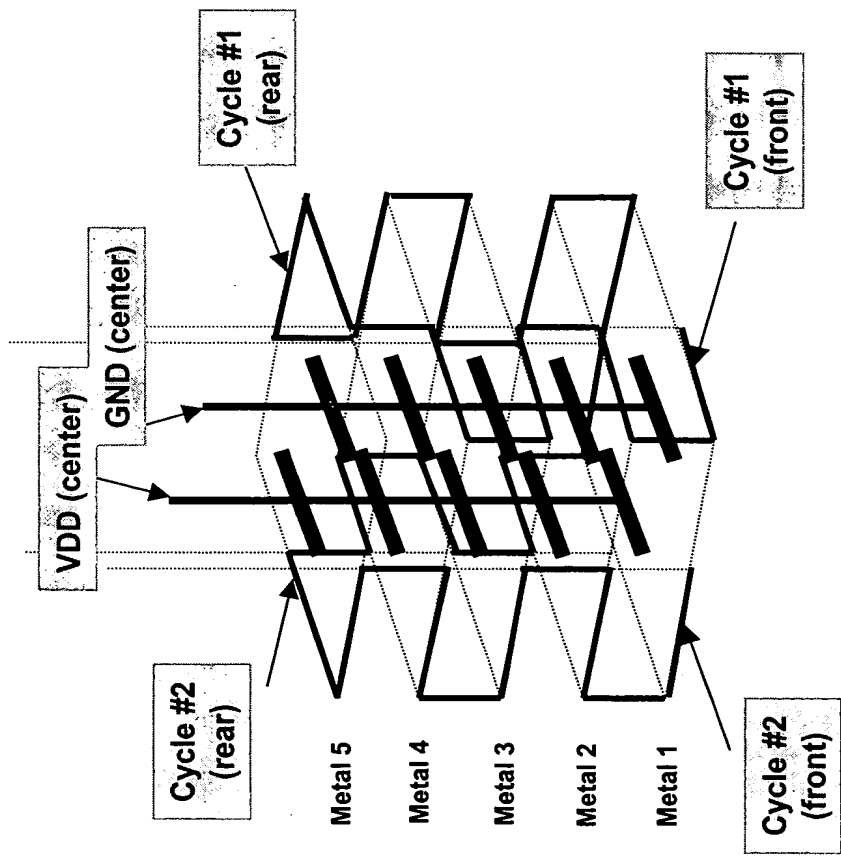 VDD (center)
GND (center)
Cycle #1
(rear)
Cycle #2
(rear)
Metal 5
Metal 4
Metal 3
Metal 2
Metal 1
Cycle #1
(front)
Cycle #2
(front)